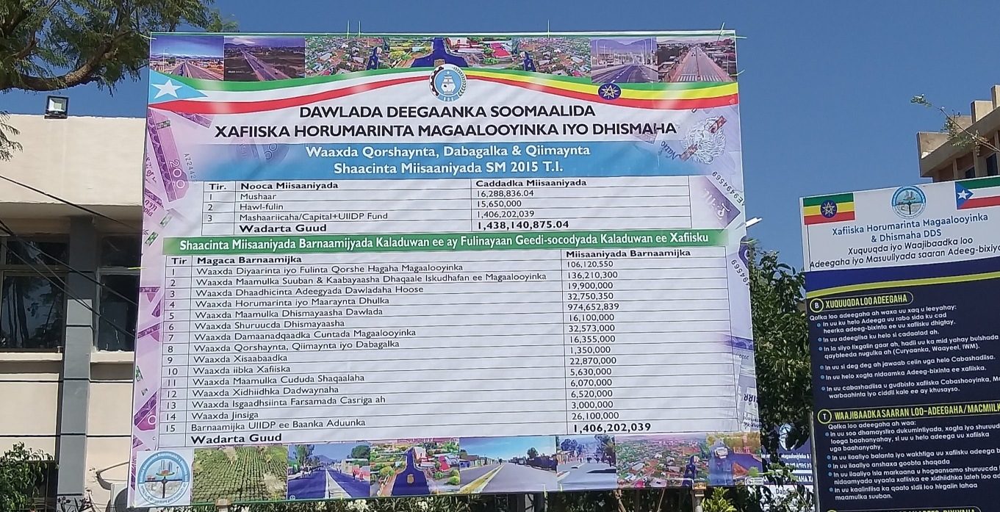 DAWLADA DEEGAANKA SOOMAALIDA
XAFIISKA HORUMARINTA MAGAALOOYINKA IYO DHISMAHA
Waaxda Qorshaynta, Dabagalka & Qiimaynta
Shaacinta Miisaaniyada SM 2015 T.I.
Tir. Nooca Miisaaniyada Caddadka Miisaaniyada
1 Mushaar 16,288,836.04
2 Hawl-fulin 15,650,000
3 Mashaariicaha/Capital+UIIDP Fund 1,406,202,039
Wadarta Guud 1,438,140,875.04
Shaacinta Miisaaniyada Barnaamijyada Kaladuwan ee ay Fulinayaan Geedi-socodyada Kaladuwan ee Xafiisku
Tir Magaca Barnaamijka Miisaaniyada Barnaamijka
1 Waaxda Diyaarinta iyo Fulinta Qorshe Hagaha Magaalooyinka 106,120,550
2 Waaxda Maamulka Suuban & Kaabayaasha Dhaqaale Iskudhafan ee Magaalooyinka 136,210,300
3 Waaxda Dhaadhicinta Adeegyada Dawladaha Hoose 19,900,000
4 Waaxda Horumarinta iyo Maaraynta Dhulka 32,750,350
5 Waaxda Maamulka Dhismayaasha Dawlada 974,652,839
6 Waaxda Shuruucda Dhismayaasha 16,100,000
7 Waaxda Damaanadqaadka Cuntada Magaalooyinka 32,573,000
8 Waaxda Qorshaynta, Qiimaynta iyo Dabagalka 16,355,000
9 Waaxda Xisaabaadka 1,350,000
10 Waaxda iibka Xafiiska 22,870,000
11 Waaxda Maamulka Cududa Shaqaalaha 5,630,000
12 Waaxda Xidhiidhka Dadwaynaha 6,070,000
13 Waaxda Isgaadhsiinta Farsamada Casriga ah 6,520,000
14 Waaxda Jinsiga 3,000,000
15 Barnaamijka UIIDP ee Baanka Aduunka 26,100,000
Wadarta Guud 1,406,202,039
Xafiiska Horumarinta Magaalooyinka
& Dhismaha DDS
Xuquuqda iyo Waajibaadka loo
Adeegaha iyo Masuuliyada saaran Adeeg-bixiy
B XUQUUQDA LOO ADEEGAHA
Qofka loo adeegaha ah waxa uu xaq u leeyahay:
In uu ku helo Adeega uu rabo sida ku cad
heerka adeeg-bixinta ee uu xafiisku dhigtay.
In uu adeegiisa ku helo si cadaalad ah.
In la siiyo tixgalin gaar ah, hadii uu ka mid yahay bulshada
qaybteeda nugulka ah (Curyaanka, Waayeel, IWM).
In uu si deg deg ah jawaab celin uga helo Cabashadiisa.
In uu helo xogta nidaamka Adeeg-bixinta ee xafiiska.
In uu cabashadiisa u gudbisto xafiiska Cabashooyinka, Ma
warbaahinta iyo ciddii kale ee ay khusayso.
T WAAJIBAADKA SAARAN LOO-ADEEGAHA/MACMIILK
Qofka loo adeegaha ah waa:
in uu soo dhamaystiro dukumintiyada, xogta iyo shuruud
looga baahanyahay, si uu u helo adeega uu xafiiska
uga baahanyahy.
in uu ilaaliyo balanta iyo wakhtiga uu xafiisku adeega b
in uu ilaaliyo anshaxa goobta shaqada
in uu ilaaliyo isla markaana u hogaansamo shuruucda
nidaamyada u yaala xafiiska ee xidhiidhka laleh loo ad
in uu kaalintiisa ka qaato sidii loo hirgalin lahaa
maamulka suuban.